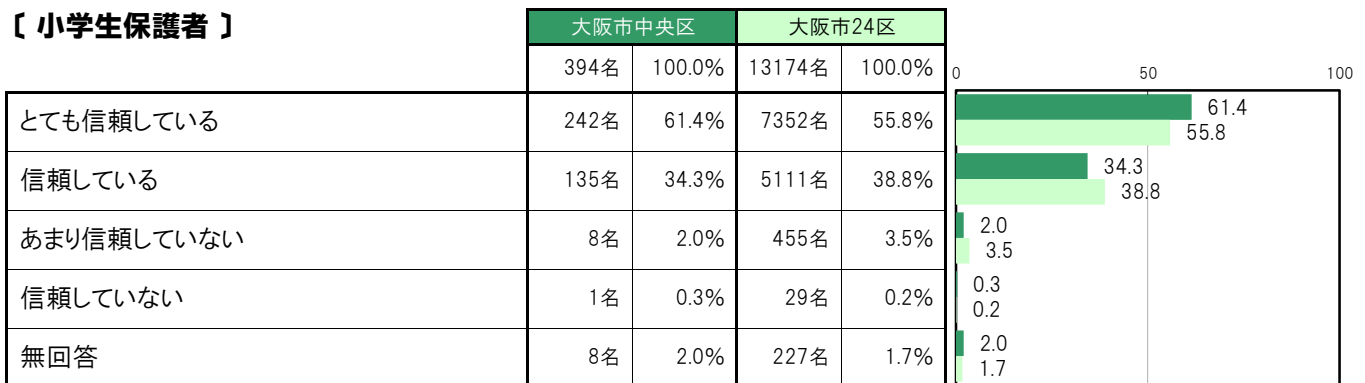 〔 小学生保護者 〕
大阪市中央区 大阪市24区
394名 100.0% 13174名 100.0%
0 50 100
とても信頼している 242名 61.4% 7352名 55.8%
61.4
55.8
信頼している 135名 34.3% 5111名 38.8%
34.3
38.8
あまり信頼していない 8名 2.0% 455名 3.5%
2.0
3.5
信頼していない 1名 0.3% 29名 0.2%
0.3
0.2
無回答 8名 2.0% 227名 1.7%
2.0
1.7